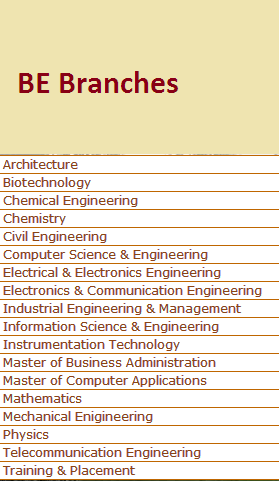 BE Branches
Architecture
Biotechnology
Chemical Engineering
Chemistry
Civil Engineering
Computer Science & Engineering
Electrical & Electronics Engineering
Electronics & Communication Engineering
Industrial Engineering & Management
Information Science & Engineering
Instrumentation Technology
Master of Business Administration
Master of Computer Applications
Mathematics
Mechanical Enigineering
Physics
Telecommunication Engineering
Training & Placement